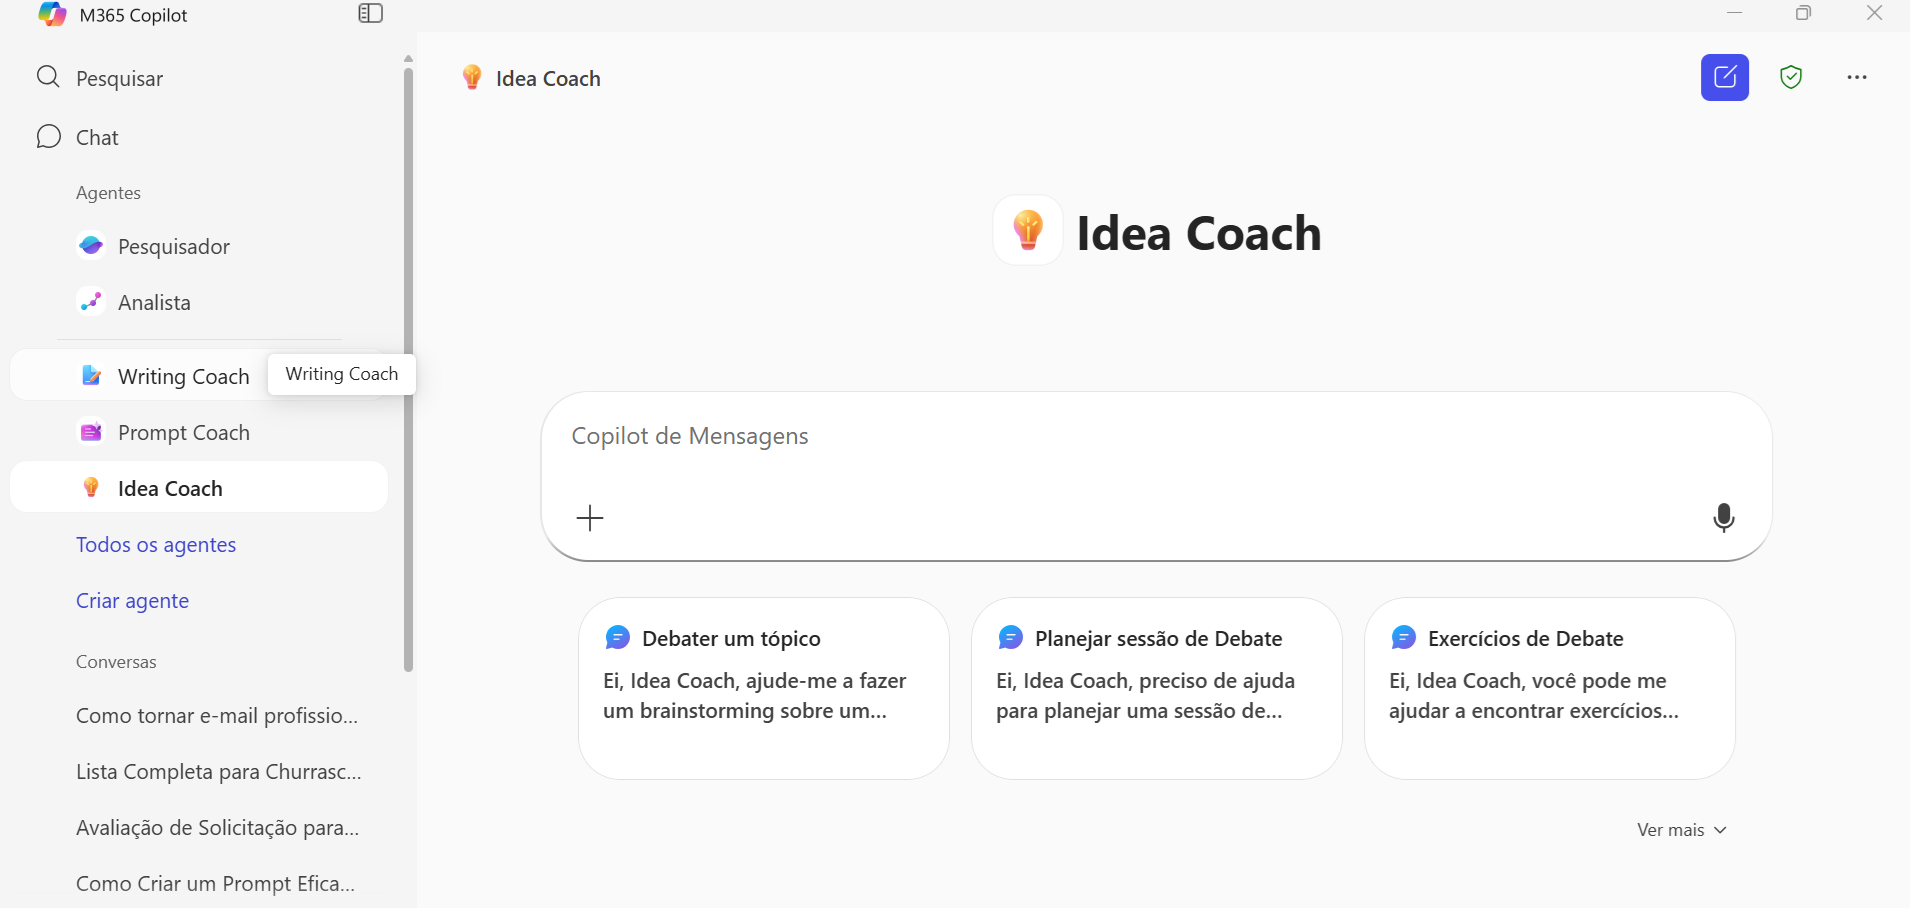 M365 Copilot
Pesquisar
Chat
Agentes
Pesquisador
Analista
Writing Coach
Writing Coach
Prompt Coach
Idea Coach
Todos os agentes
Criar agente
Conversas
Como tornar e-mail profissio...
Lista Completa para Churrasc...
Avaliação de Solicitação para...
Como Criar um Prompt Efica...
Idea Coach
Idea Coach
Copilot de Mensagens
Debater um tópico
Ei, Idea Coach, ajude-me a fazer
um brainstorming sobre um...
Planejar sessão de Debate
Ei, Idea Coach, preciso de ajuda
para planejar uma sessão de...
Exercícios de Debate
Ei, Idea Coach, você pode me
ajudar a encontrar exercícios...
Ver mais